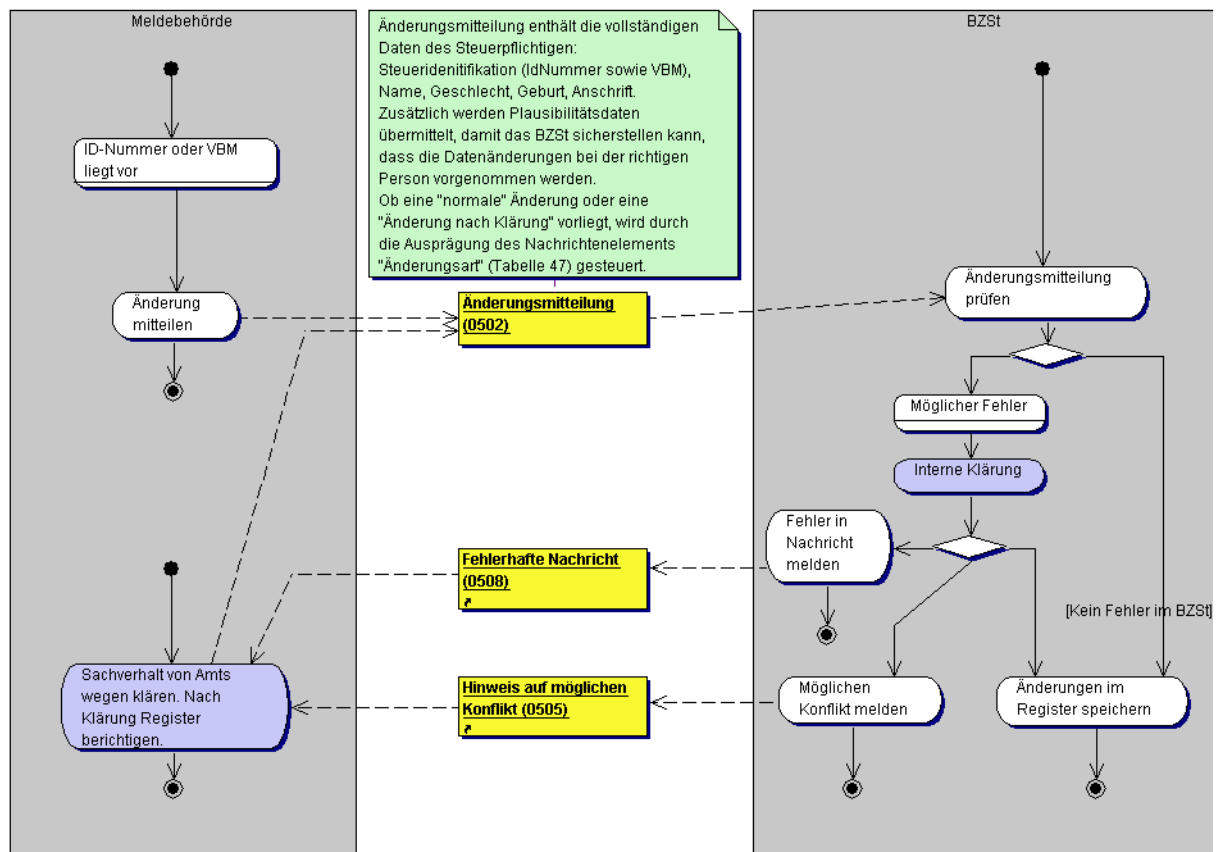 Meldebehörde
Änderungsmitteilung enthält die vollständigen
Daten des Steuerpflichtigen:
Steueridenitifikation (IdNummer sowie VBM),
Name, Geschlecht, Geburt, Anschrift.
Zusätzlich werden Plausibilitätsdaten
übermittelt, damit das BZSt sicherstellen kann,
dass die Datenänderungen bei der richtigen
Person vorgenommen werden.
Ob eine "normale" Änderung oder eine
"Änderung nach Klärung" vorliegt, wird durch
die Ausprägung des Nachrichtenelements
"Änderungsart" (Tabelle 47) gesteuert.
BZSt
ID-Nummer oder VBM
liegt vor
Änderung
mitteilen
Änderungsmitteilung
(0502)
Änderungsmitteilung
prüfen
Möglicher Fehler
Interne Klärung
Fehler in
Nachricht
melden
Fehlerhafte Nachricht
(0508)
[Kein Fehler im BZSt]
Sachverhalt von Amts
wegen klären. Nach
Klärung Register
berichtigen.
Hinweis auf möglichen
Konflikt (0505)
Möglichen
Konflikt melden
Änderungen im
Register speichern